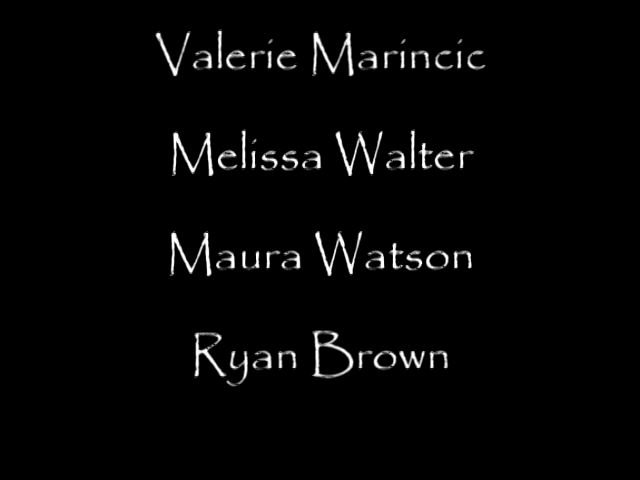 Valerie Marincic
Melissa Walter
Maura Watson
Ryan Brown